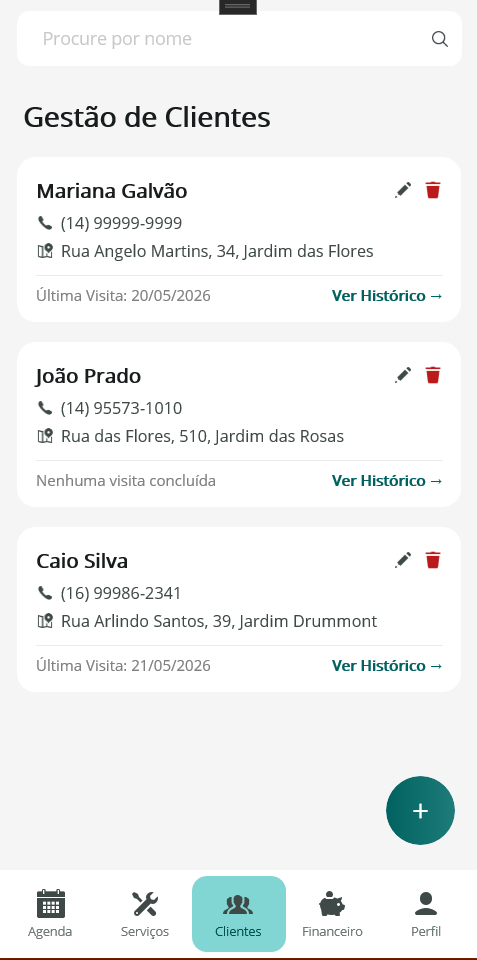 Procure por nome
Gestão de Clientes
Mariana Galvão
(14) 99999-9999
Rua Angelo Martins, 34, Jardim das Flores
Última Visita: 20/05/2026 Ver Histórico →
João Prado
(14) 95573-1010
Rua das Flores, 510, Jardim das Rosas
Nenhuma visita concluída Ver Histórico →
Caio Silva
(16) 99986-2341
Rua Arlindo Santos, 39, Jardim Drummont
Última Visita: 21/05/2026 Ver Histórico →
+
Agenda Serviços Clientes Financeiro Perfil